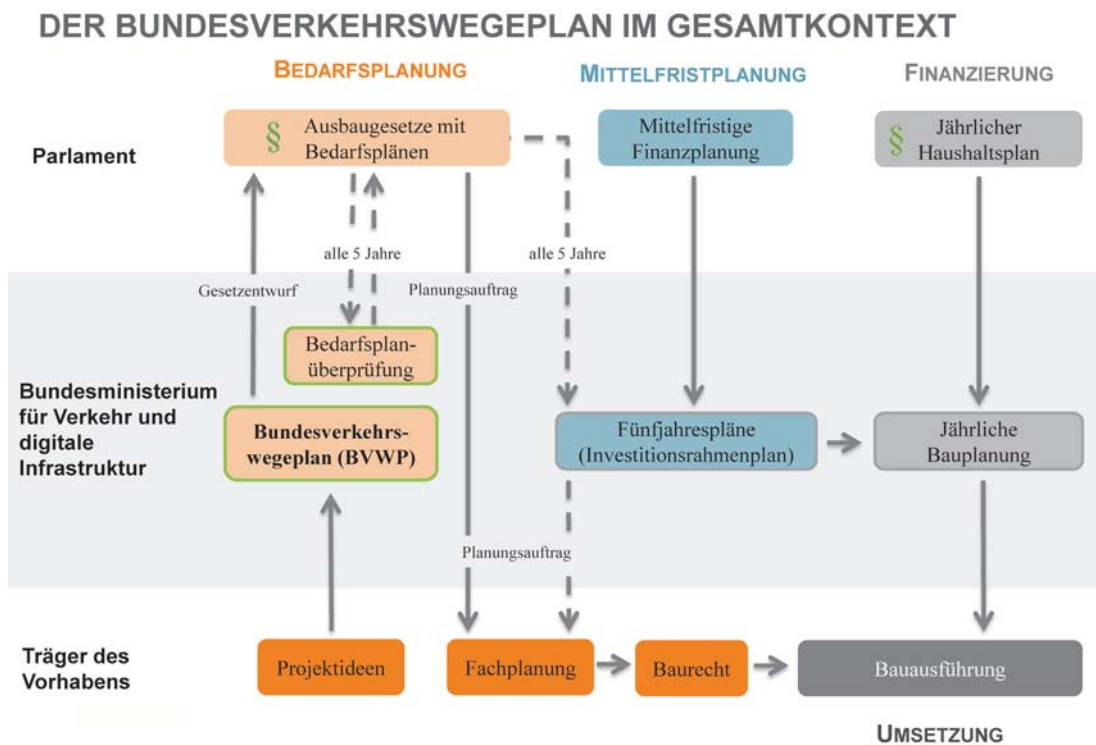 DER BUNDESVERKEHRSWEGEPLAN IM GESAMTKONTEXT
BEDARFSPLANUNG
MITTELFRISTPLANUNG
FINANZIERUNG
Parlament
§ Ausbaugesetze mit
Bedarfsplänen
Mittelfristige
Finanzplanung
§ Jährlicher
Haushaltsplan
alle 5 Jahre
alle 5 Jahre
Gesetzentwurf
Planungsauftrag
Bedarfsplan-
überprüfung
Bundesministerium
für Verkehr und
digitale
Infrastruktur
Bundesverkehrs-
wegeplan (BVWP)
Fünfjahrespläne
(Investitionsrahmenplan)
Jährliche
Bauplanung
Planungsauftrag
Träger des
Vorhabens
Projektideen
Fachplanung
Baurecht
Bauausführung
UMSETZUNG